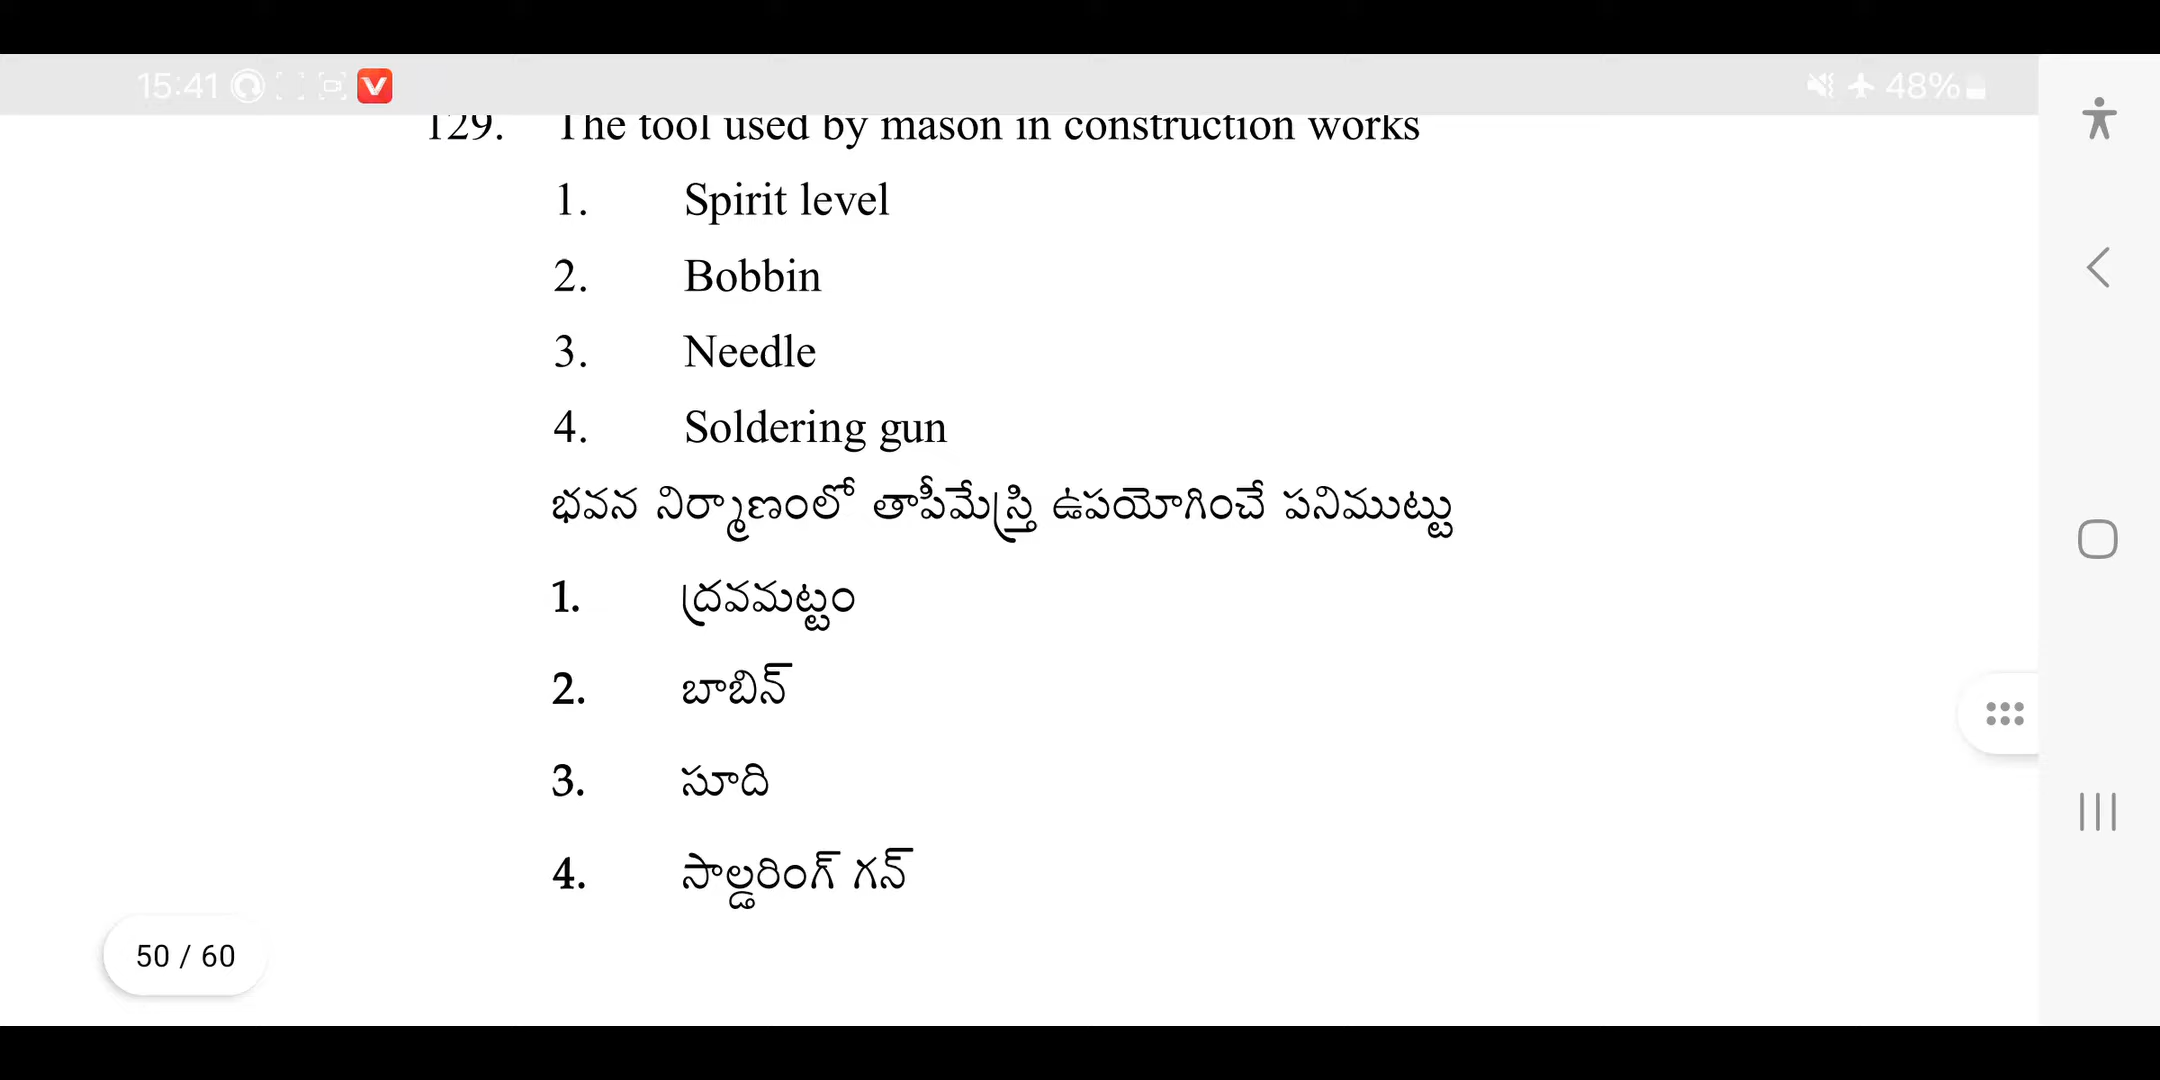 15:41
48%
129. The tool used by mason in construction works
1. Spirit level
2. Bobbin
3. Needle
4. Soldering gun
భవన నిర్మాణంలో తాపీమేస్త్రి ఉపయోగించే పనిముట్టు
1. ద్రవమట్టం
2. బాబిన్
3. సూది
4. సాల్డరింగ్ గన్
50 / 60